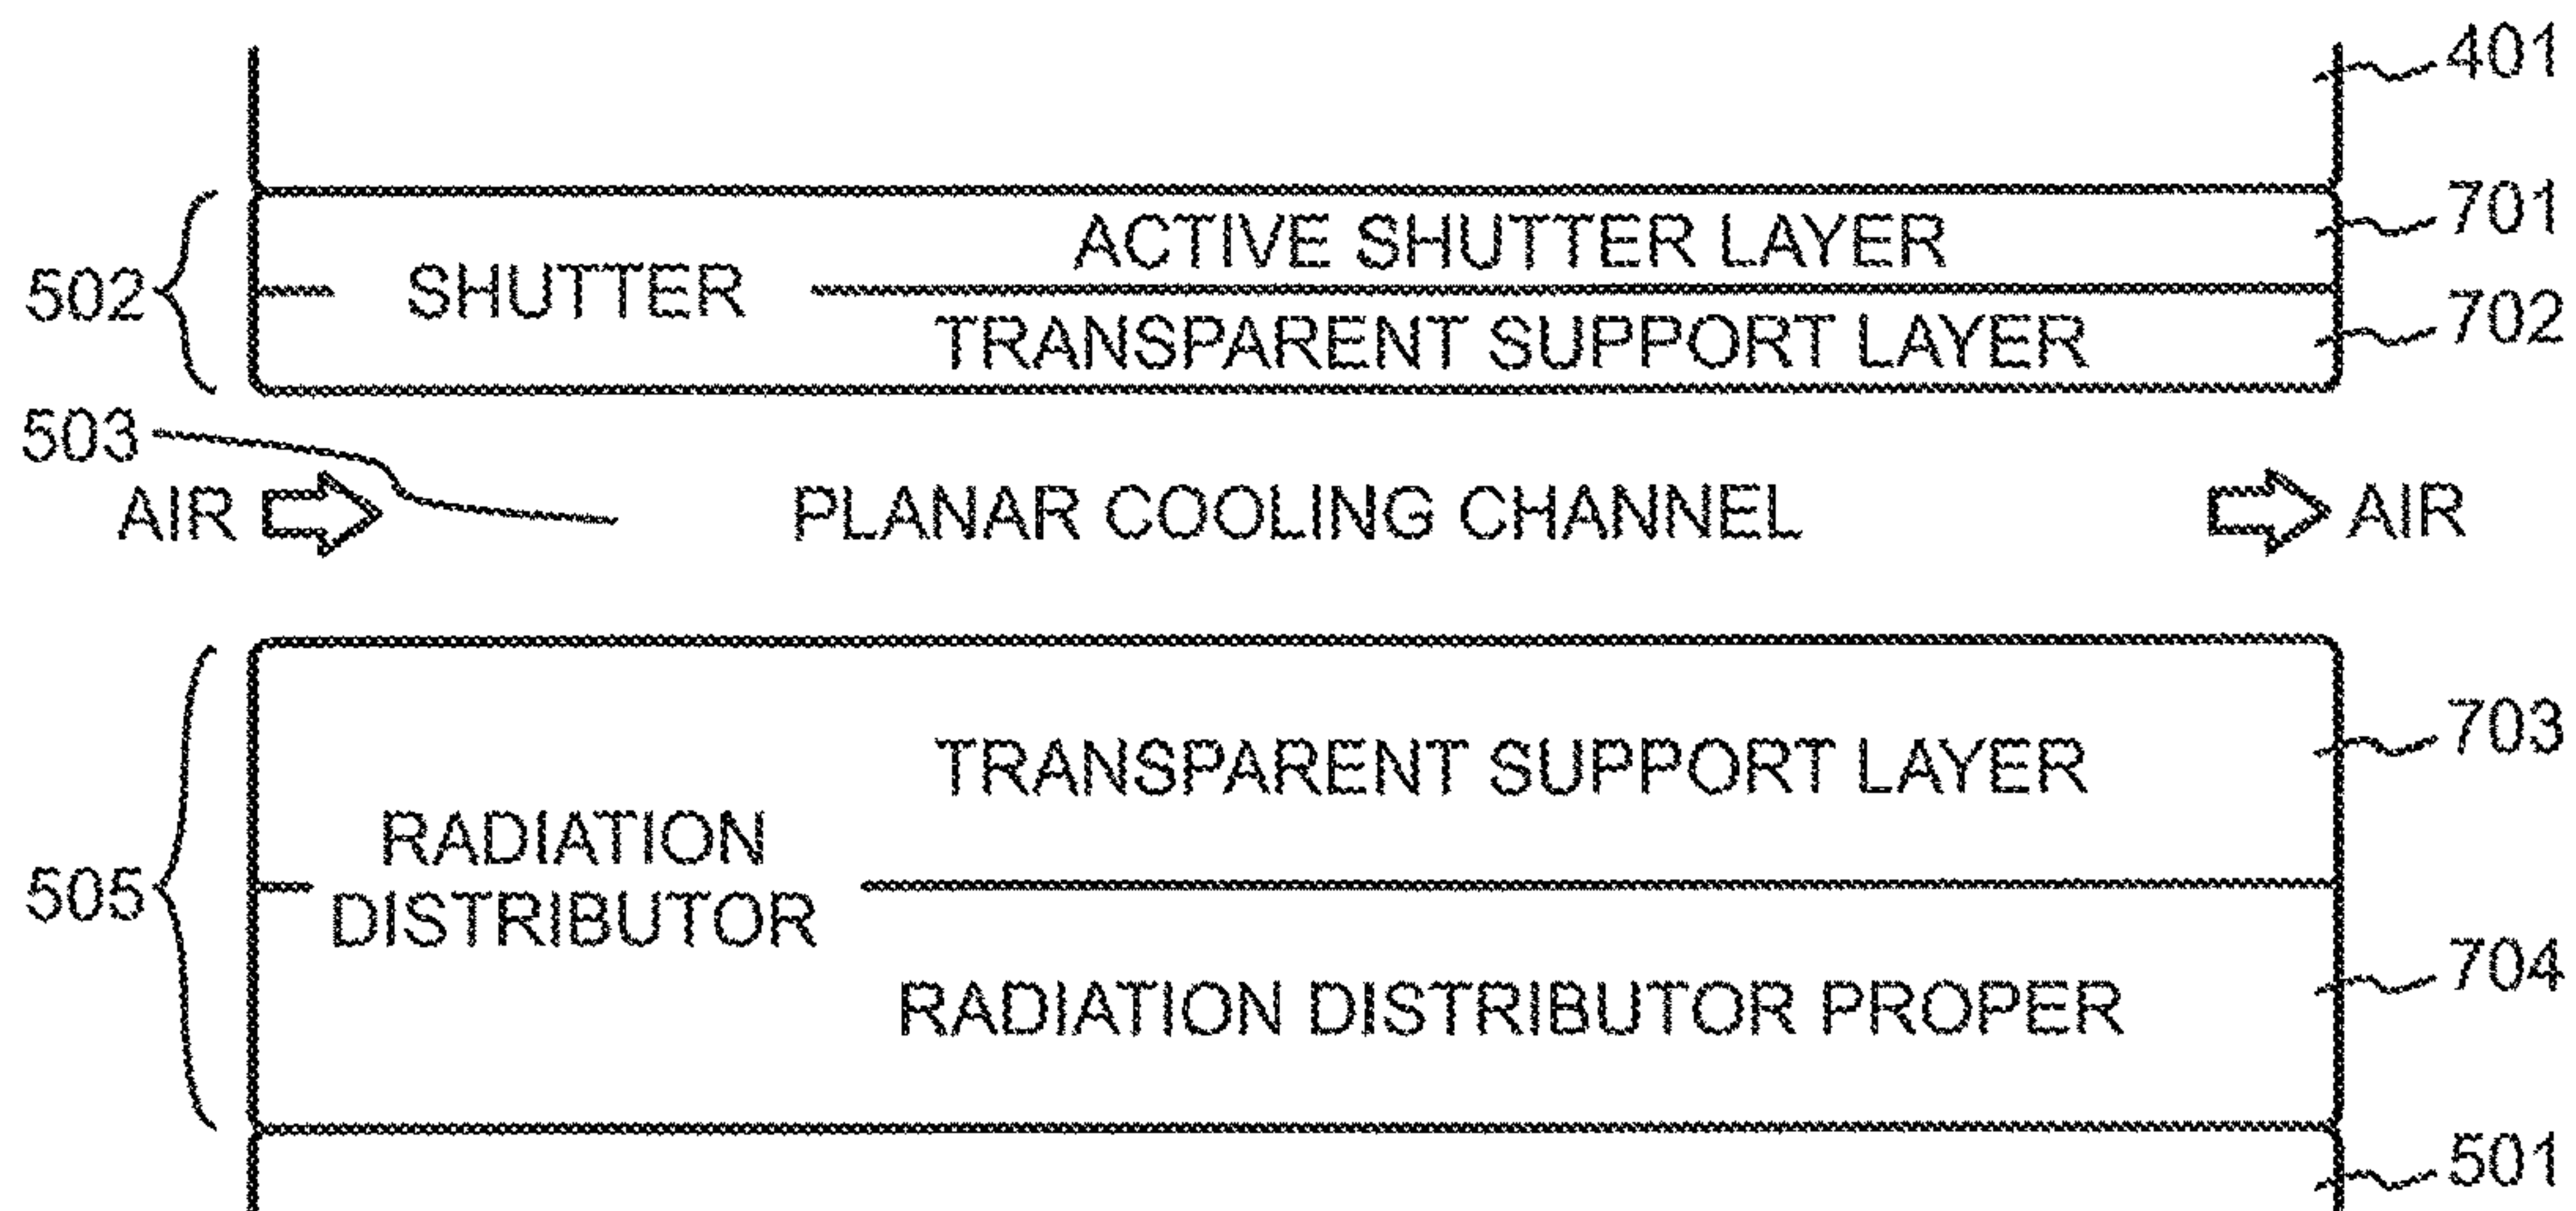 401
701
ACTIVE SHUTTER LAYER
502
SHUTTER
702
TRANSPARENT SUPPORT LAYER
503
AIR
PLANAR COOLING CHANNEL
AIR
703
TRANSPARENT SUPPORT LAYER
505
RADIATION
DISTRIBUTOR
704
RADIATION DISTRIBUTOR PROPER
501